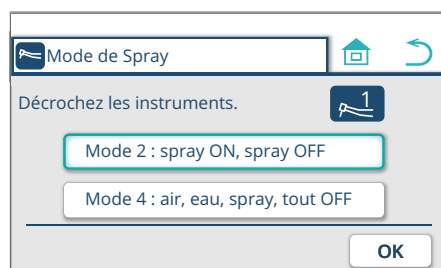 Mode de Spray
Décrochez les instruments.
1
Mode 2 : spray ON, spray OFF
Mode 4 : air, eau, spray, tout OFF
OK